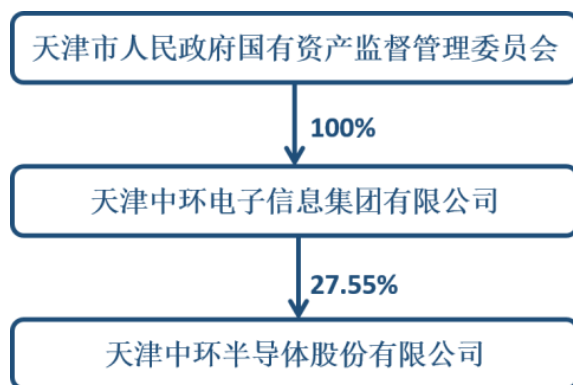 天津市人民政府国有资产监督管理委员会
100%
天津中环电子信息集团有限公司
27.55%
天津中环半导体股份有限公司